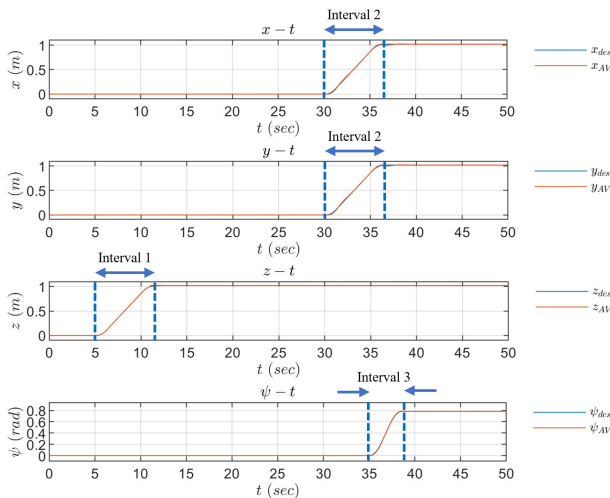 Interval 2
x − t
x (m)
1
0.5
0
0 5 10 15 20 25 30 35 40 45 50
t (sec)
x_des
x_AV
Interval 2
y − t
y (m)
1
0.5
0
0 5 10 15 20 25 30 35 40 45 50
t (sec)
y_des
y_AV
Interval 1
z − t
z (m)
1
0.5
0
0 5 10 15 20 25 30 35 40 45 50
t (sec)
z_des
z_AV
Interval 3
ψ − t
ψ (rad)
0.8
0.6
0.4
0.2
0
0 5 10 15 20 25 30 35 40 45 50
t (sec)
ψ_des
ψ_AV